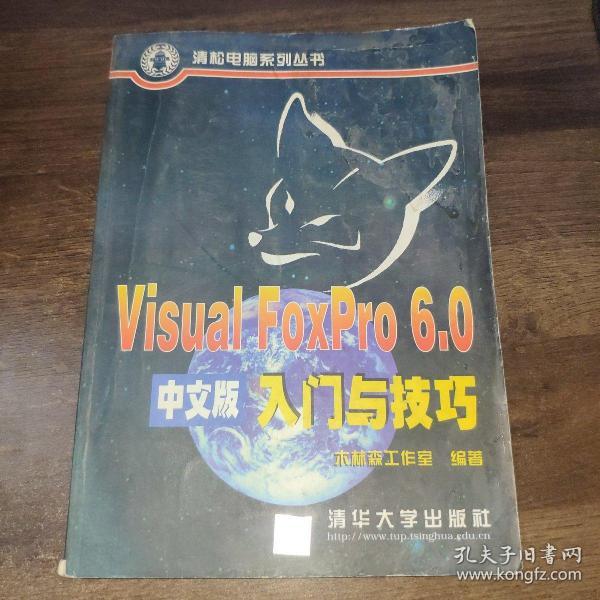 清松电脑系列丛书
Visual FoxPro 6.0
中文版 入门与技巧
木林森工作室 编著
清华大学出版社
http://www.tup.tsinghua.edu.cn
孔夫子旧书网
www.kongfz.com